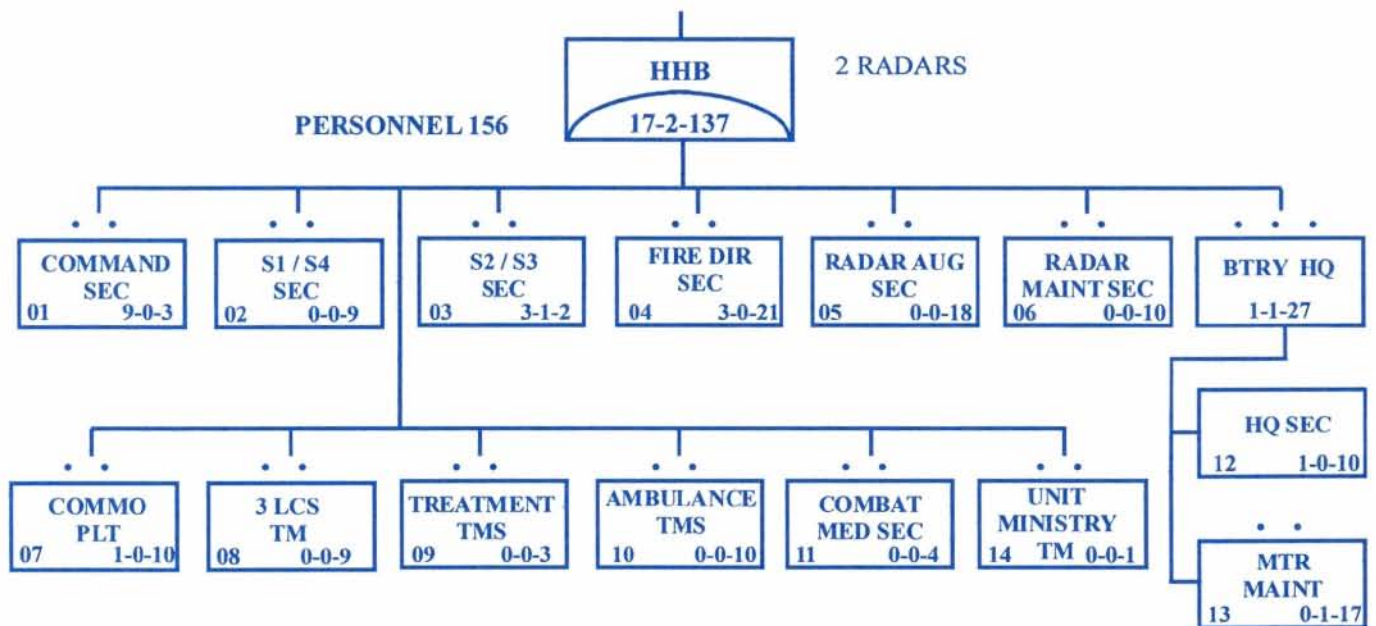 HHB
17-2-137
2 RADARS
PERSONNEL 156
COMMAND
SEC
01 9-0-3
S1 / S4
SEC
02 0-0-9
S2 / S3
SEC
03 3-1-2
FIRE DIR
SEC
04 3-0-21
RADAR AUG
SEC
05 0-0-18
RADAR
MAINT SEC
06 0-0-10
BTRY HQ
1-1-27
HQ SEC
12 1-0-10
MTR
MAINT
13 0-1-17
COMMO
PLT
07 1-0-10
3 LCS
TM
08 0-0-9
TREATMENT
TMS
09 0-0-3
AMBULANCE
TMS
10 0-0-10
COMBAT
MED SEC
11 0-0-4
UNIT
MINISTRY
14 TM 0-0-1